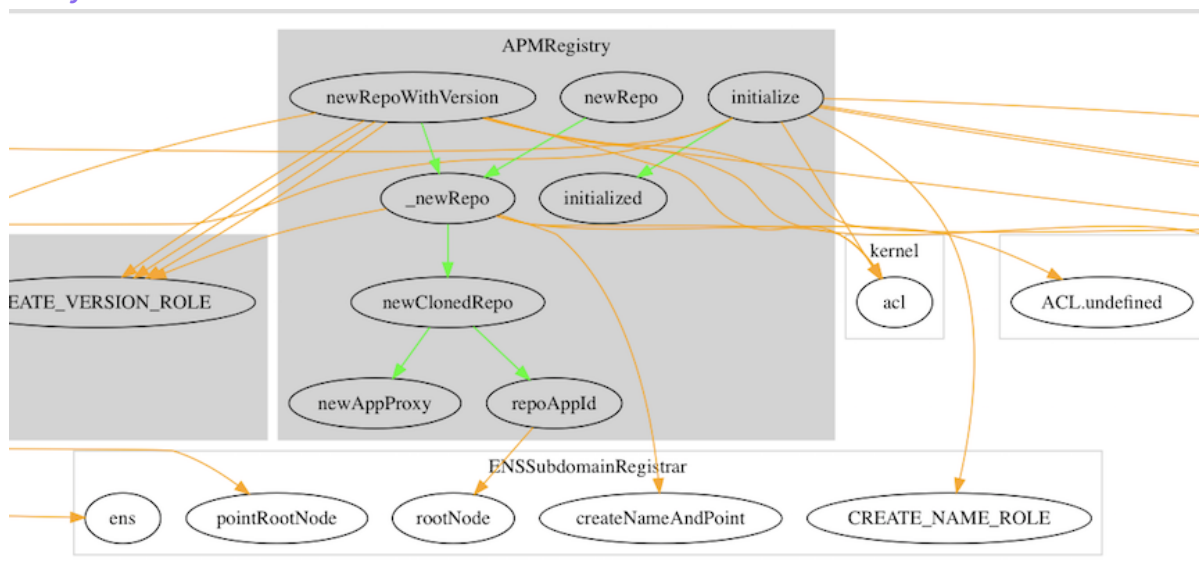 APMRegistry
newRepoWithVersion
newRepo
initialize
_newRepo
initialized
kernel
EATE_VERSION_ROLE
newClonedRepo
acl
ACL.undefined
newAppProxy
repoAppId
ENSSubdomainRegistrar
ens
pointRootNode
rootNode
createNameAndPoint
CREATE_NAME_ROLE